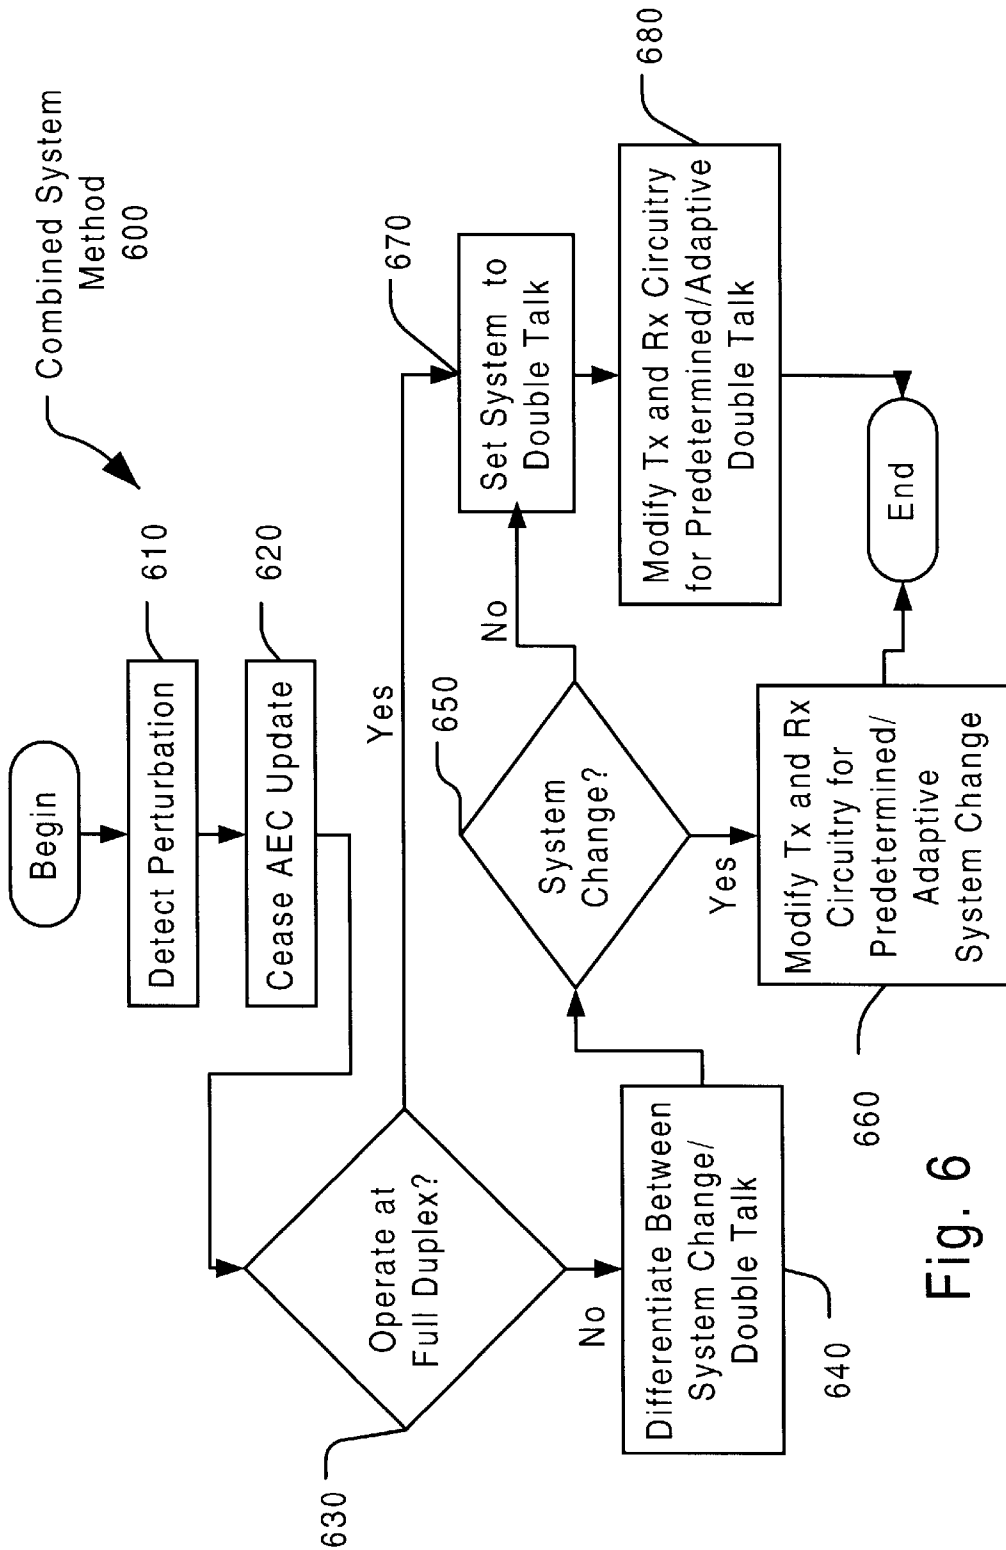 Combined System
Method
600
Begin
Detect Perturbation
610
Cease AEC Update
620
Operate at
Full Duplex?
630
Yes
No
Differentiate Between
System Change/
Double Talk
640
System
Change?
650
No
Yes
Modify Tx and Rx
Circuitry for
Predetermined/
Adaptive
System Change
660
Set System to
Double Talk
670
Modify Tx and Rx Circuitry
for Predetermined/Adaptive
Double Talk
680
End
Fig. 6